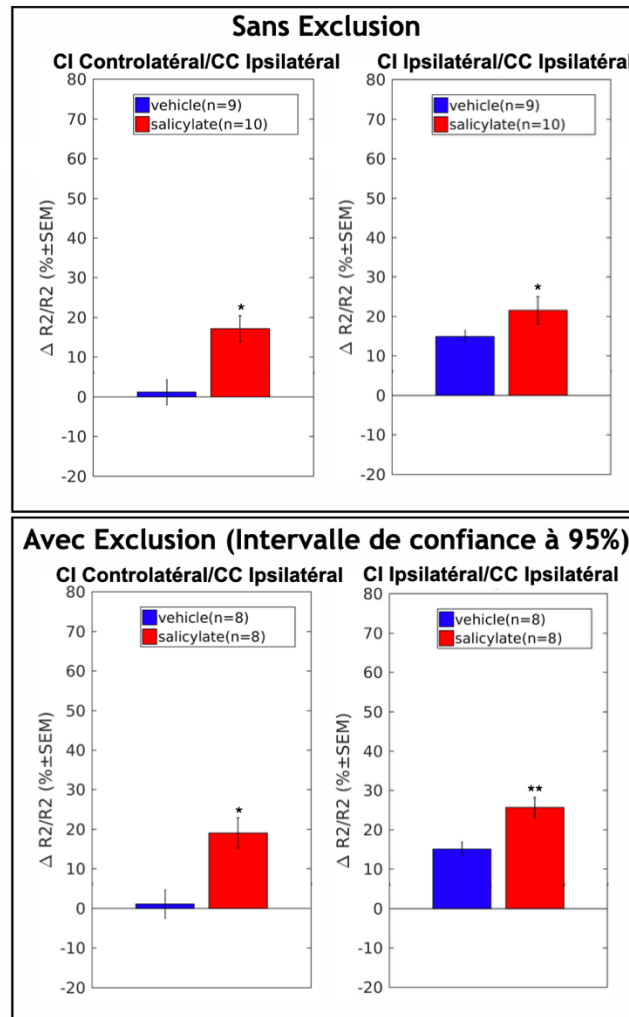 Sans Exclusion
CI Controlatéral/CC Ipsilatéral
80
70
60
50
40
30
20
10
0
-10
-20
Δ R2/R2 (%±SEM)
vehicle(n=9)
salicylate(n=10)
*
CI Ipsilatéral/CC Ipsilatéral
80
70
60
50
40
30
20
10
0
-10
-20
Δ R2/R2 (%±SEM)
vehicle(n=9)
salicylate(n=10)
*
Avec Exclusion (Intervalle de confiance à 95%)
CI Controlatéral/CC Ipsilatéral
80
70
60
50
40
30
20
10
0
-10
-20
Δ R2/R2 (%±SEM)
vehicle(n=8)
salicylate(n=8)
*
CI Ipsilatéral/CC Ipsilatéral
80
70
60
50
40
30
20
10
0
-10
-20
Δ R2/R2 (%±SEM)
vehicle(n=8)
salicylate(n=8)
**